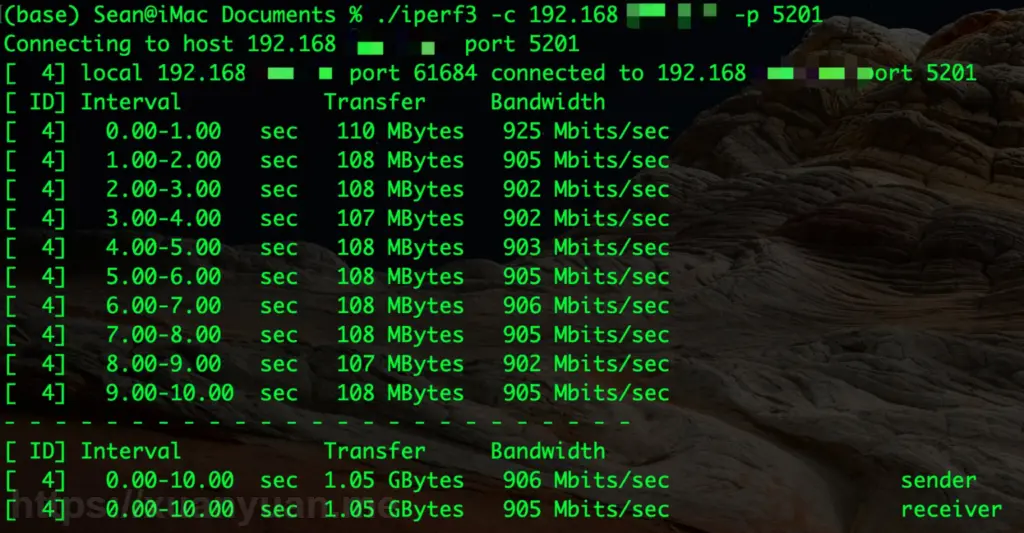 (base) Sean@iMac Documents % ./iperf3 -c 192.168 -p 5201
Connecting to host 192.168 port 5201
[  4] local 192.168 port 61684 connected to 192.168 port 5201
[ ID] Interval           Transfer     Bandwidth
[  4]   0.00-1.00   sec   110 MBytes   925 Mbits/sec
[  4]   1.00-2.00   sec   108 MBytes   905 Mbits/sec
[  4]   2.00-3.00   sec   108 MBytes   902 Mbits/sec
[  4]   3.00-4.00   sec   107 MBytes   902 Mbits/sec
[  4]   4.00-5.00   sec   108 MBytes   903 Mbits/sec
[  4]   5.00-6.00   sec   108 MBytes   905 Mbits/sec
[  4]   6.00-7.00   sec   108 MBytes   906 Mbits/sec
[  4]   7.00-8.00   sec   108 MBytes   905 Mbits/sec
[  4]   8.00-9.00   sec   107 MBytes   902 Mbits/sec
[  4]   9.00-10.00  sec   108 MBytes   905 Mbits/sec
- - - - - - - - - - - - - - - - - - - - - - - - -
[ ID] Interval           Transfer     Bandwidth
[  4]   0.00-10.00  sec  1.05 GBytes   906 Mbits/sec                  sender
[  4]   0.00-10.00  sec  1.05 GBytes   905 Mbits/sec                  receiver
https://xuanyuan.me